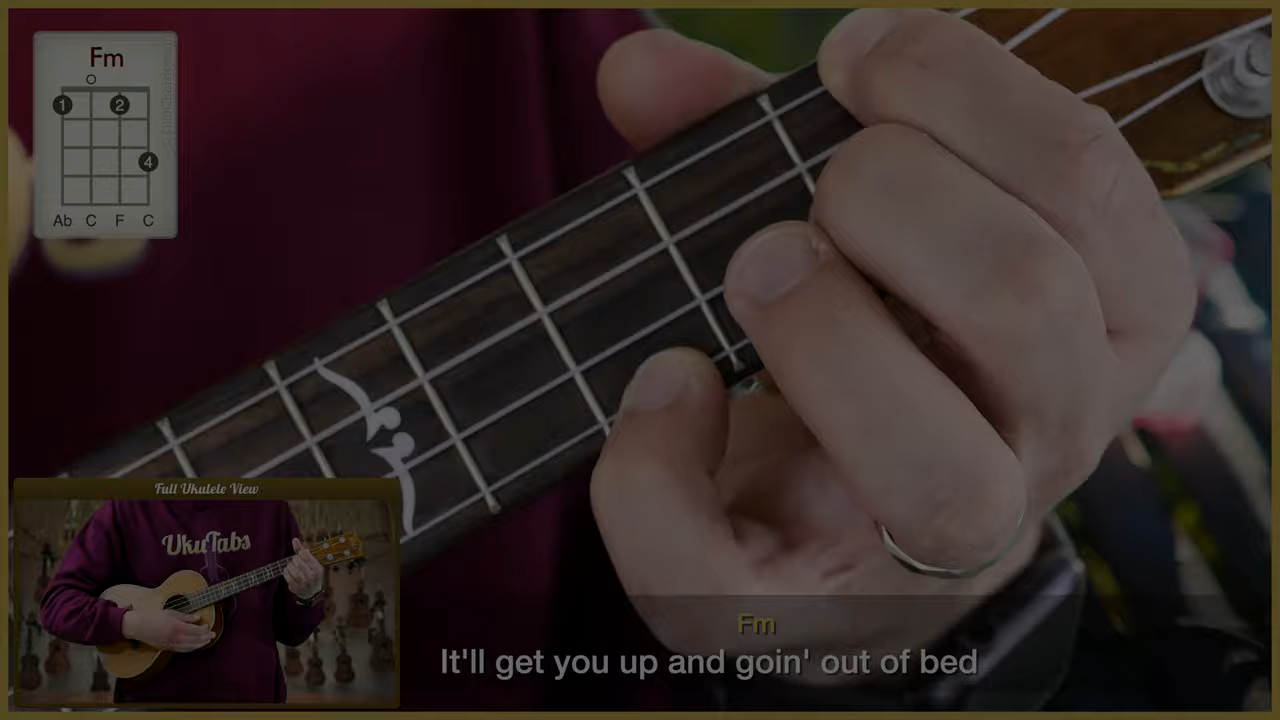 Fm
1 2
4
Ab C F C
Full Ukulele View
UkuTabs
Fm
It'll get you up and goin' out of bed